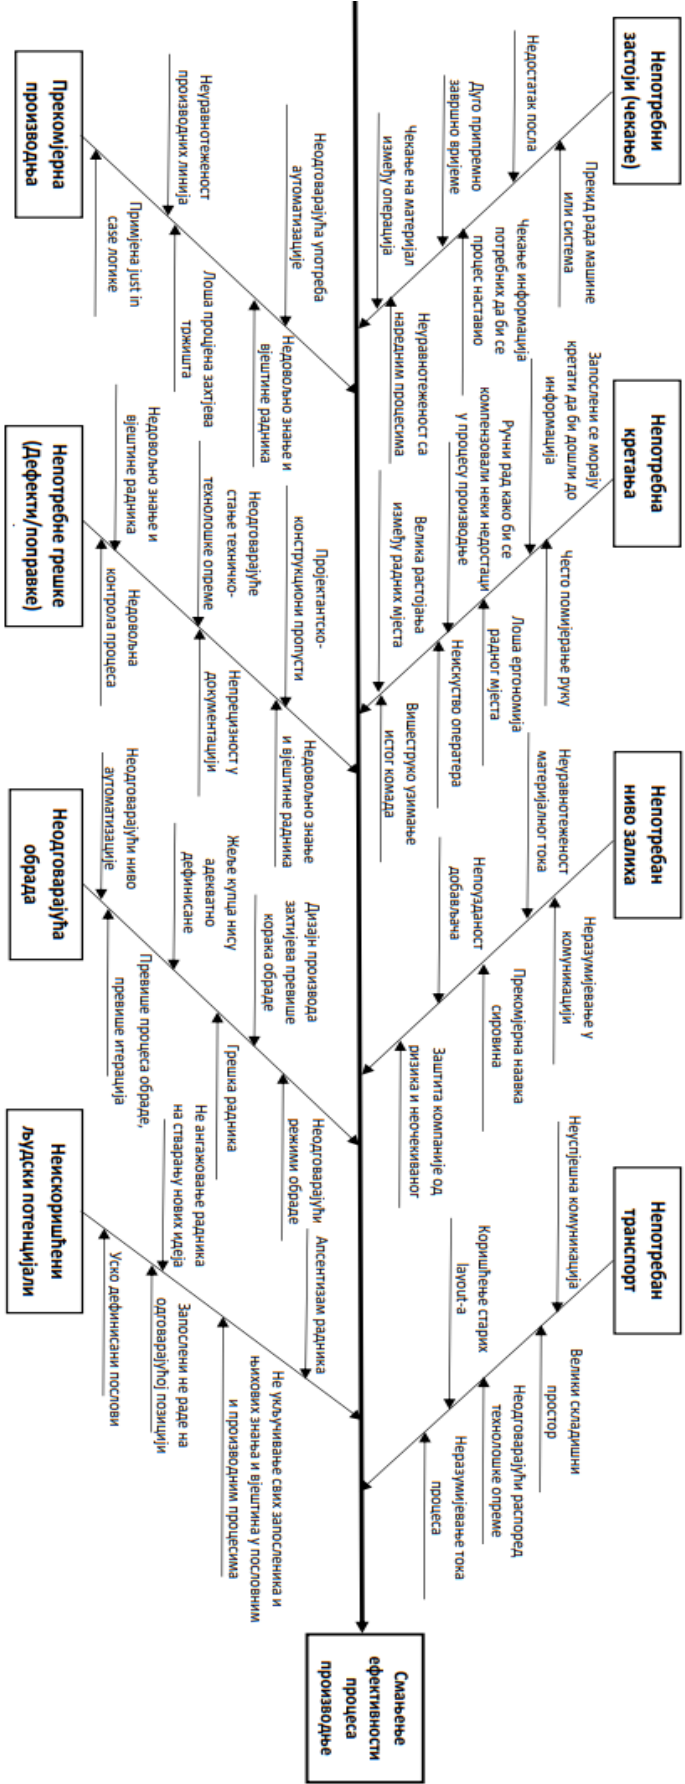 Непотребни
застоји (чекање)
Прекид рада машине
или система
Недостатак посла
Чекање информација
потребних да би се
процес наставио
Дуго припремно
завршно вријеме
Неуравнотеженост са
наредним процесима
Чекање на материјал
између операција
Непотребна
кретања
Често помијерање руку
Запослени се морају
кретати да би дошли до
информација
Лоша ергономија
радног мјеста
Ручни рад како би се
компензовали неки недостаци
у процесу производње
Неискуство оператера
Велика растојања
између радних мјеста
Вишеструко узимање
истог комада
Непотребан
ниво залиха
Неразумијевање у
комуникацији
Неуравнотеженост
материјалног тока
Прекомјерна наавка
сировина
Непоузданост
добављача
Заштита компаније од
ризика и неочекиваног
Непотребан
транспорт
Неуспјешна комуникација
Велики складишни
простор
Неодговарајући распоред
технолошке опреме
Коришћење старих
layout-a
Неразумијевање тока
процеса
Смањење
ефективности
процеса
производње
Прекомјерна
производња
Примјена just in
case логике
Неуравнотеженост
производних линија
Лоша процјена захтјева
тржишта
Неодговарајућа употреба
аутоматизације
Недовољно знање и
вјештине радника
Непотребне грешке
(Дефекти/поправке)
Недовољна
контрола процеса
Недовољно знање и
вјештине радника
Непрецизност у
документацији
Неодговарајуће
стање техничко-
технолошке опреме
Пројектантско-
конструкциони пропусти
Недовољно знање
и вјештине радника
Неодговарајућа
обрада
Неодговарајући ниво
аутоматизације
Превише процеса обраде,
превише итерација
Жеље купца нису
адекватно
дефинисане
Грешка радника
Дизајн производа
захтијева превише
корака обраде
Неодговарајући
режими обраде
Неискоришћени
људски потенцијали
Уско дефинисани послови
Не ангажовање радника
на стварању нових идеја
Запослени не раде на
одговарајућој позицији
Апсентизам радника
Не укључивање свих запосленика и
њихових знања и вјештина у пословним
и производним процесима